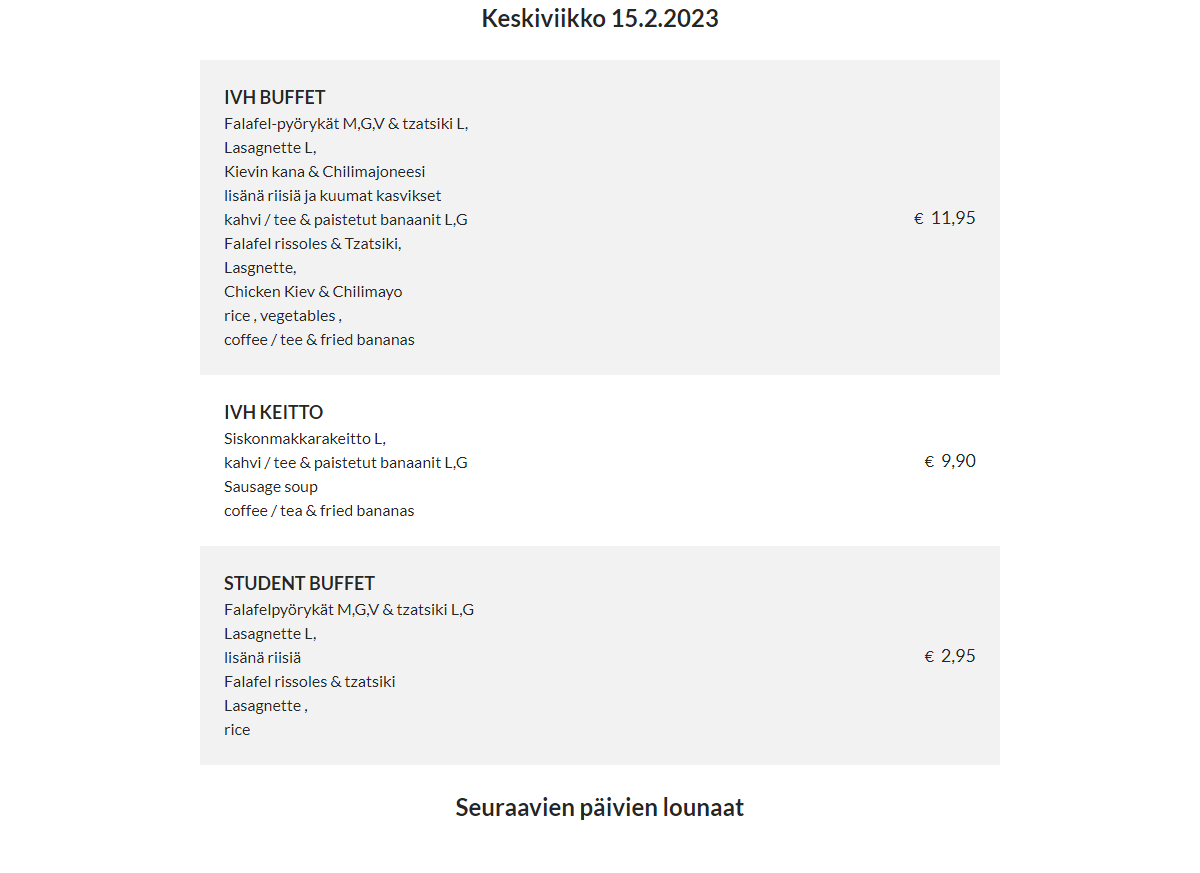 Keskiviikko 15.2.2023
IVH BUFFET
Falafel-pyörykät M,G,V & tzatsiki L,
Lasagnette L,
Kievin kana & Chilimajoneesi
lisänä riisiä ja kuumat kasvikset
kahvi / tee & paistetut banaanit L,G
Falafel rissoles & Tzatsiki,
Lasgnette,
Chicken Kiev & Chilimayo
rice , vegetables ,
coffee / tee & fried bananas
€ 11,95
IVH KEITTO
Siskonmakkarakeitto L,
kahvi / tee & paistetut banaanit L,G
Sausage soup
coffee / tea & fried bananas
€ 9,90
STUDENT BUFFET
Falafelpyörykät M,G,V & tzatsiki L,G
Lasagnette L,
lisänä riisiä
Falafel rissoles & tzatsiki
Lasagnette ,
rice
€ 2,95
Seuraavien päivien lounaat